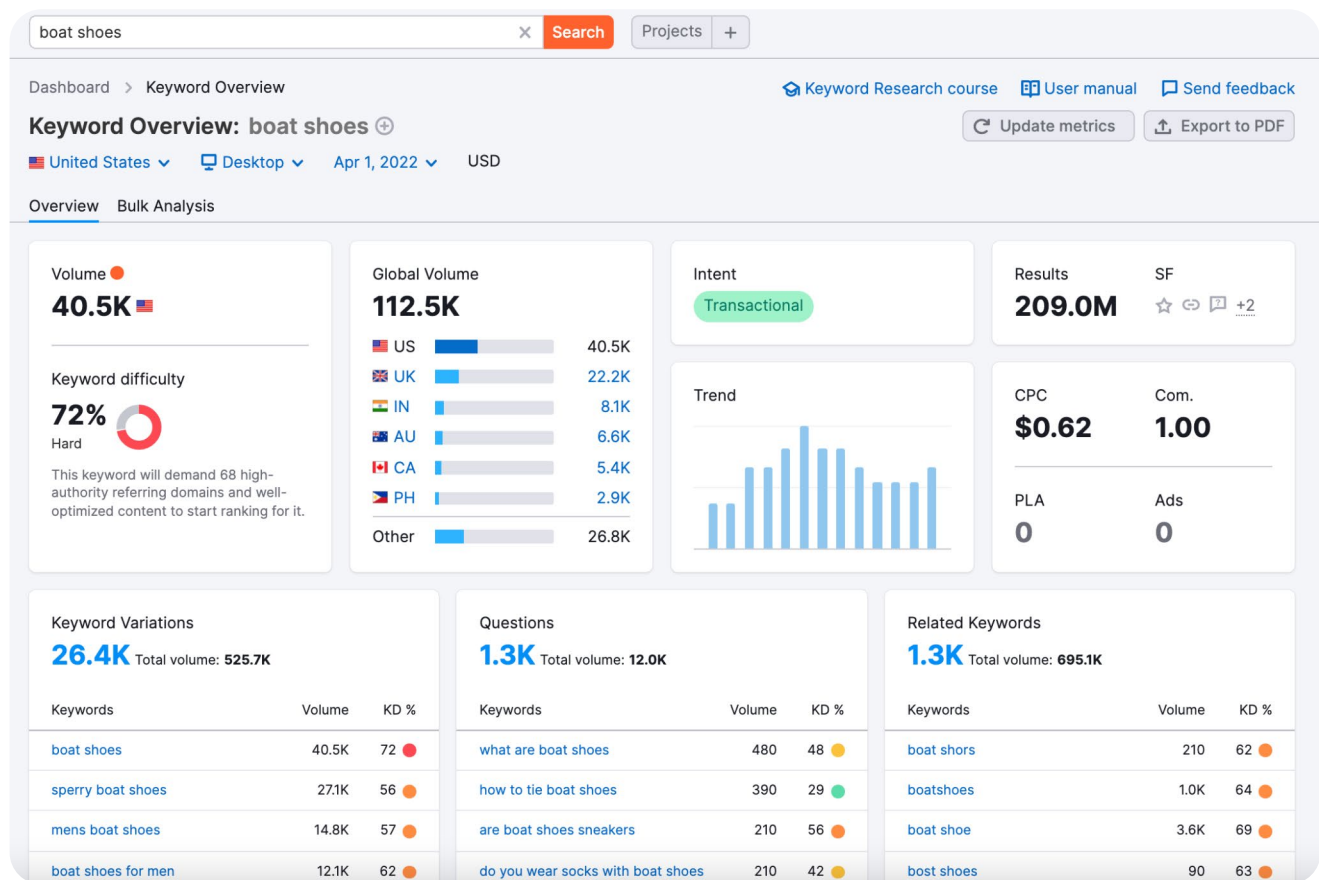 boat shoes
Search
Projects
+
Dashboard > Keyword Overview
Keyword Research course
User manual
Send feedback
Keyword Overview: boat shoes
Update metrics
Export to PDF
United States
Desktop
Apr 1, 2022
USD
Overview
Bulk Analysis
Volume
40.5K
Keyword difficulty
72%
Hard
This keyword will demand 68 high-
authority referring domains and well-
optimized content to start ranking for it.
Global Volume
112.5K
US 40.5K
UK 22.2K
IN 8.1K
AU 6.6K
CA 5.4K
PH 2.9K
Other 26.8K
Intent
Transactional
Trend
Results
209.0M
SF
+2
CPC
$0.62
Com.
1.00
PLA
0
Ads
0
Keyword Variations
26.4K Total volume: 525.7K
Keywords Volume KD %
boat shoes 40.5K 72
sperry boat shoes 27.1K 56
mens boat shoes 14.8K 57
boat shoes for men 12.1K 62
Questions
1.3K Total volume: 12.0K
Keywords Volume KD %
what are boat shoes 480 48
how to tie boat shoes 390 29
are boat shoes sneakers 210 56
do you wear socks with boat shoes 210 42
Related Keywords
1.3K Total volume: 695.1K
Keywords Volume KD %
boat shors 210 62
boatshoes 1.0K 64
boat shoe 3.6K 69
bost shoes 90 63